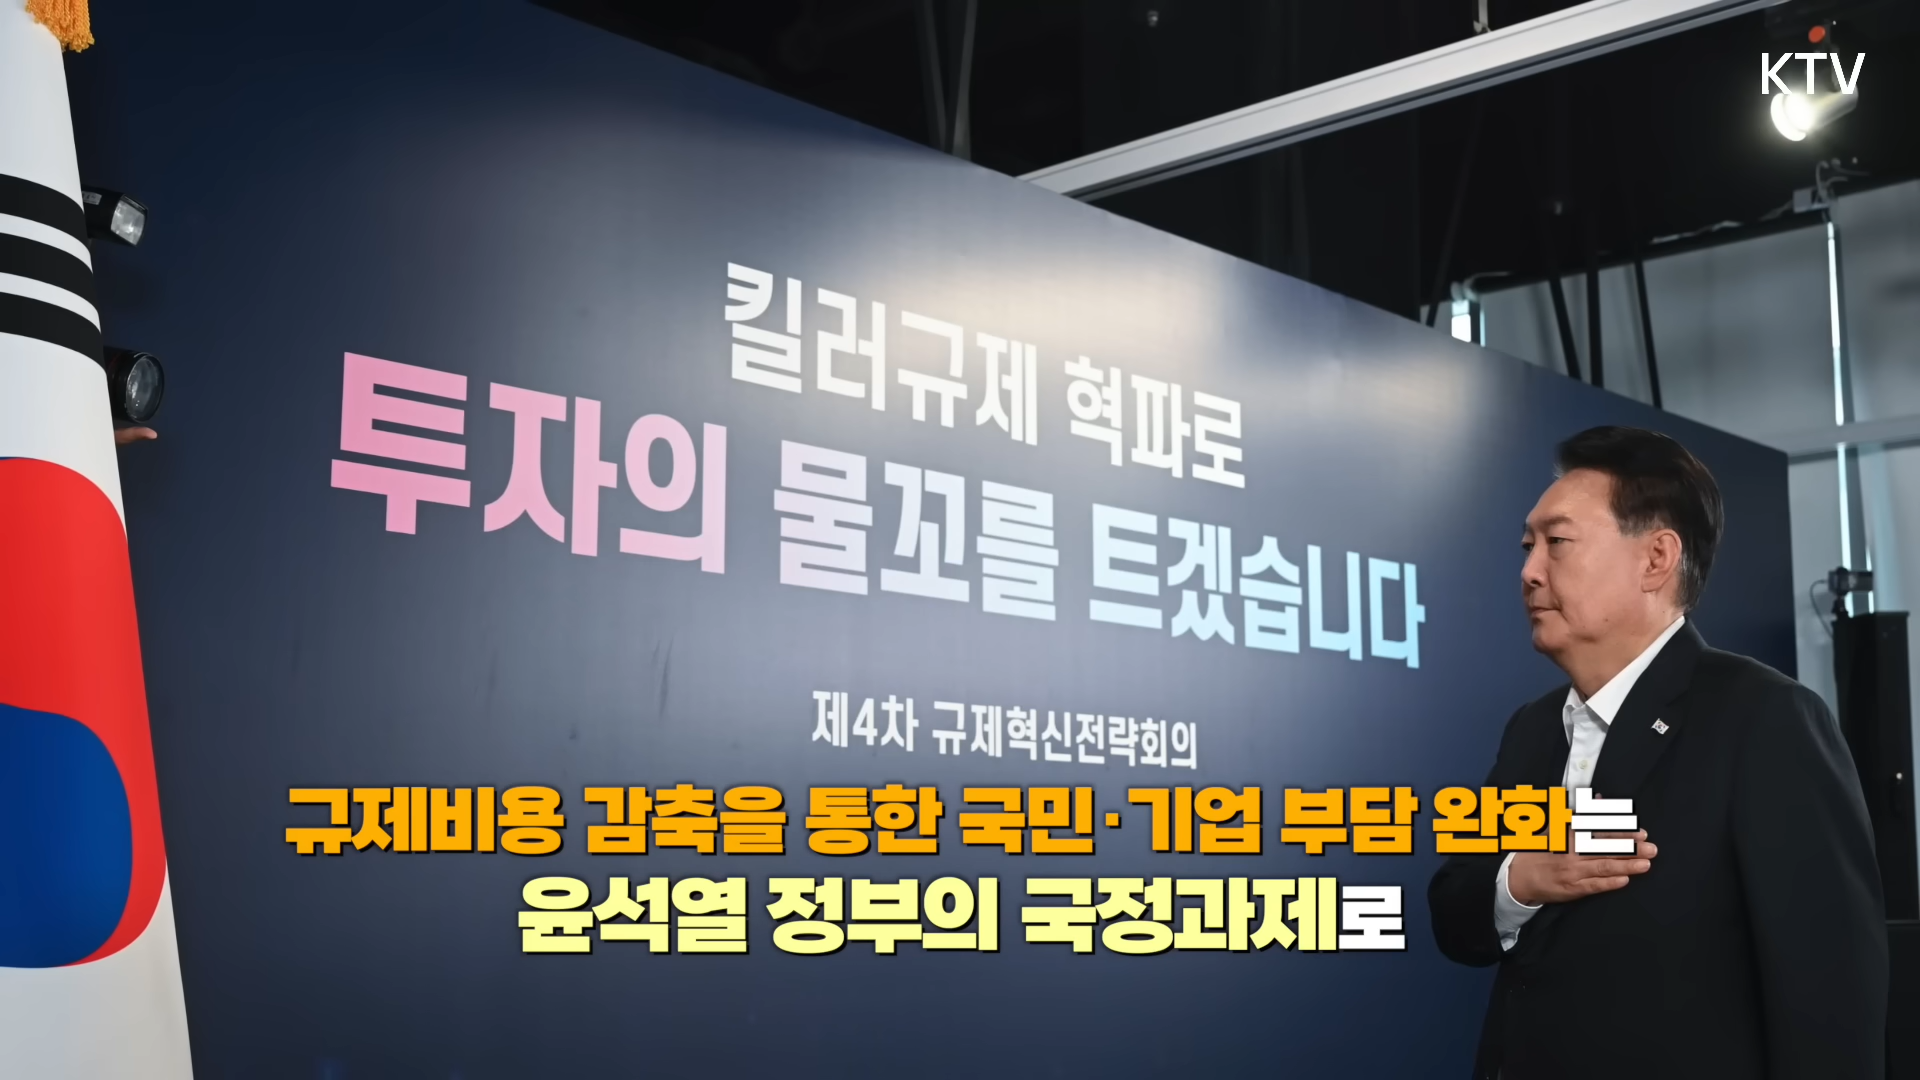 KTV
킬러규제 혁파로
투자의 물꼬를 트겠습니다
제4차 규제혁신전략회의
규제비용 감축을 통한 국민·기업 부담 완화는
윤석열 정부의 국정과제로